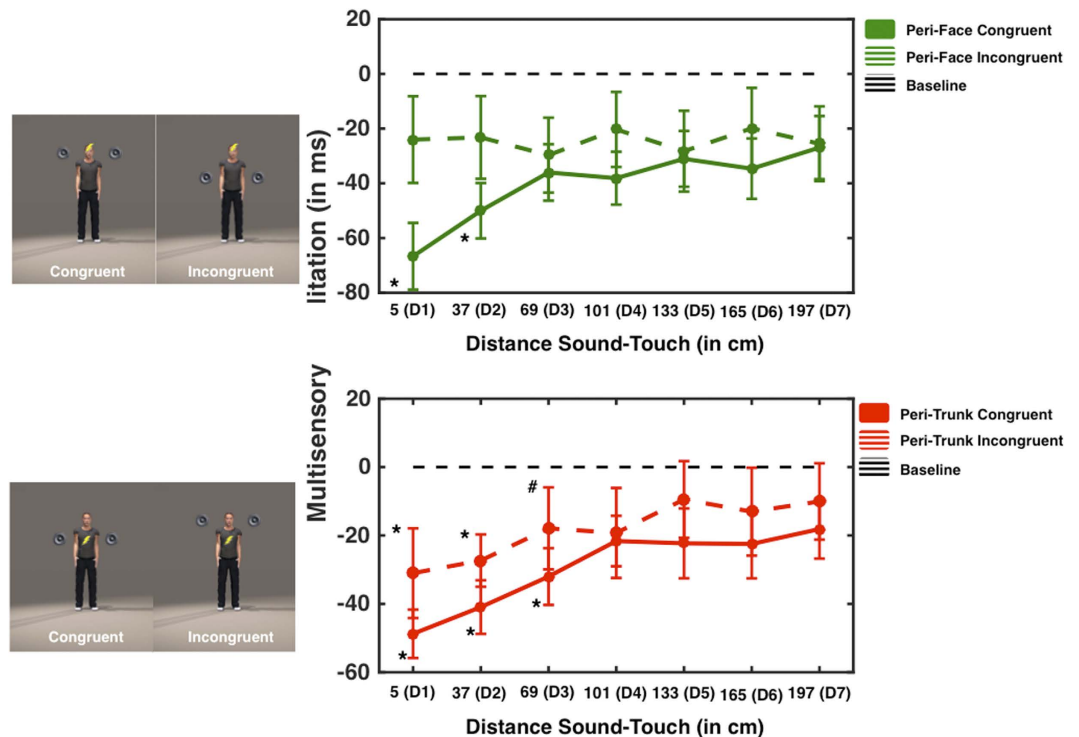 20
0
-20
-40
-60
-80
litation (in ms)
*
*
5 (D1) 37 (D2) 69 (D3) 101 (D4) 133 (D5) 165 (D6) 197 (D7)
Distance Sound-Touch (in cm)
Peri-Face Congruent
Peri-Face Incongruent
Baseline
Congruent Incongruent
Multisensory
20
0
-20
-40
-60
#
*
*
*
*
*
5 (D1) 37 (D2) 69 (D3) 101 (D4) 133 (D5) 165 (D6) 197 (D7)
Distance Sound-Touch (in cm)
Peri-Trunk Congruent
Peri-Trunk Incongruent
Baseline
Congruent Incongruent